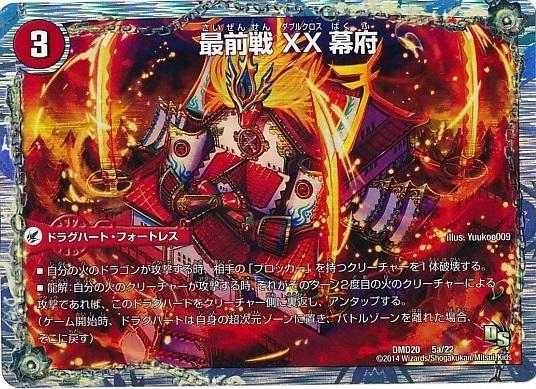 3
さいぜんせん ダブルクロス ばくふ
最前戦 XX 幕府
ドラグハート・フォートレス
Illus. Yuukoo009
■ 自分の火のドラゴンが攻撃する時、相手の「ブロッカー」を持つクリーチャーを1体破壊する。
■ 龍解:自分の火のクリーチャーが攻撃する時、それがそのターン2度目の火のクリーチャーによる
攻撃であれば、このドラグハートをクリーチャー側に裏返し、アンタップする。
(ゲーム開始時、ドラグハートは自身の超次元ゾーンに置き、バトルゾーンを離れた場合、
そこに戻す)
DS
DMD20 5a/22
©2014 Wizards/Shogakukan/Mitsui-Kids